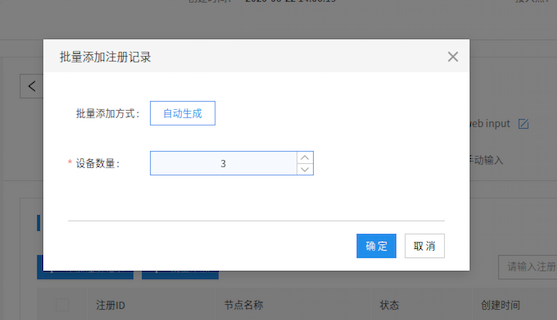 批量添加注册记录
批量添加方式：
自动生成
* 设备数量：
3
确定
取消
web input
手动输入
请输入注册
注册ID
节点名称
状态
创建时间